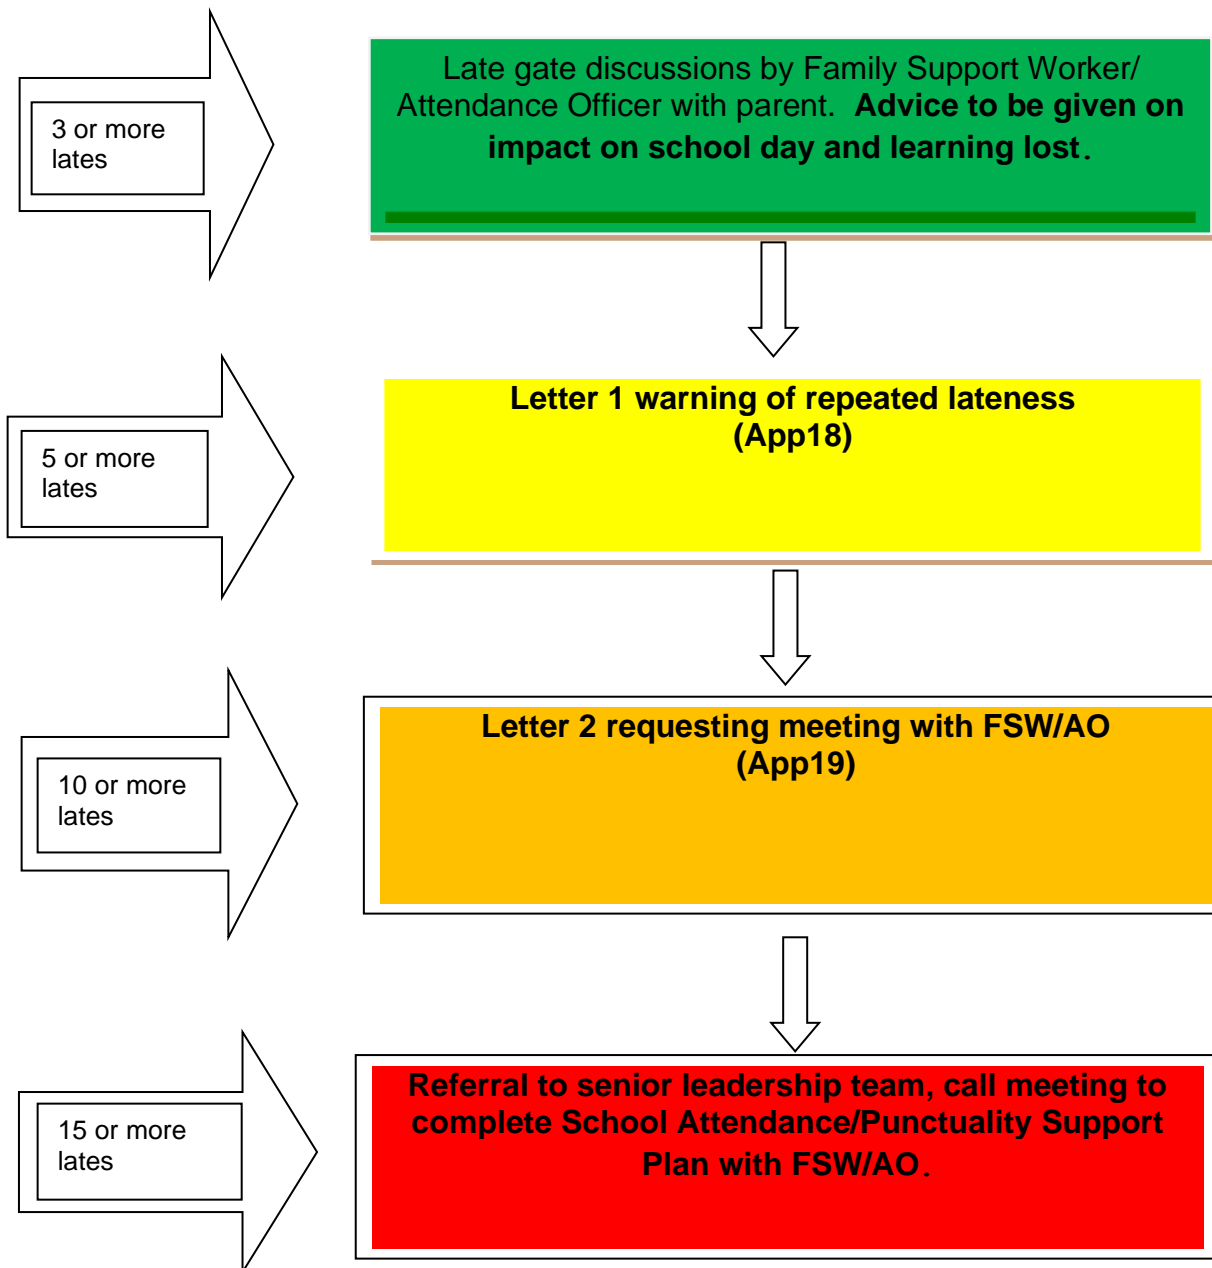 3 or more
lates
Late gate discussions by Family Support Worker/
Attendance Officer with parent.  Advice to be given on
impact on school day and learning lost.
5 or more
lates
Letter 1 warning of repeated lateness
(App18)
10 or more
lates
Letter 2 requesting meeting with FSW/AO
(App19)
15 or more
lates
Referral to senior leadership team, call meeting to
complete School Attendance/Punctuality Support
Plan with FSW/AO.